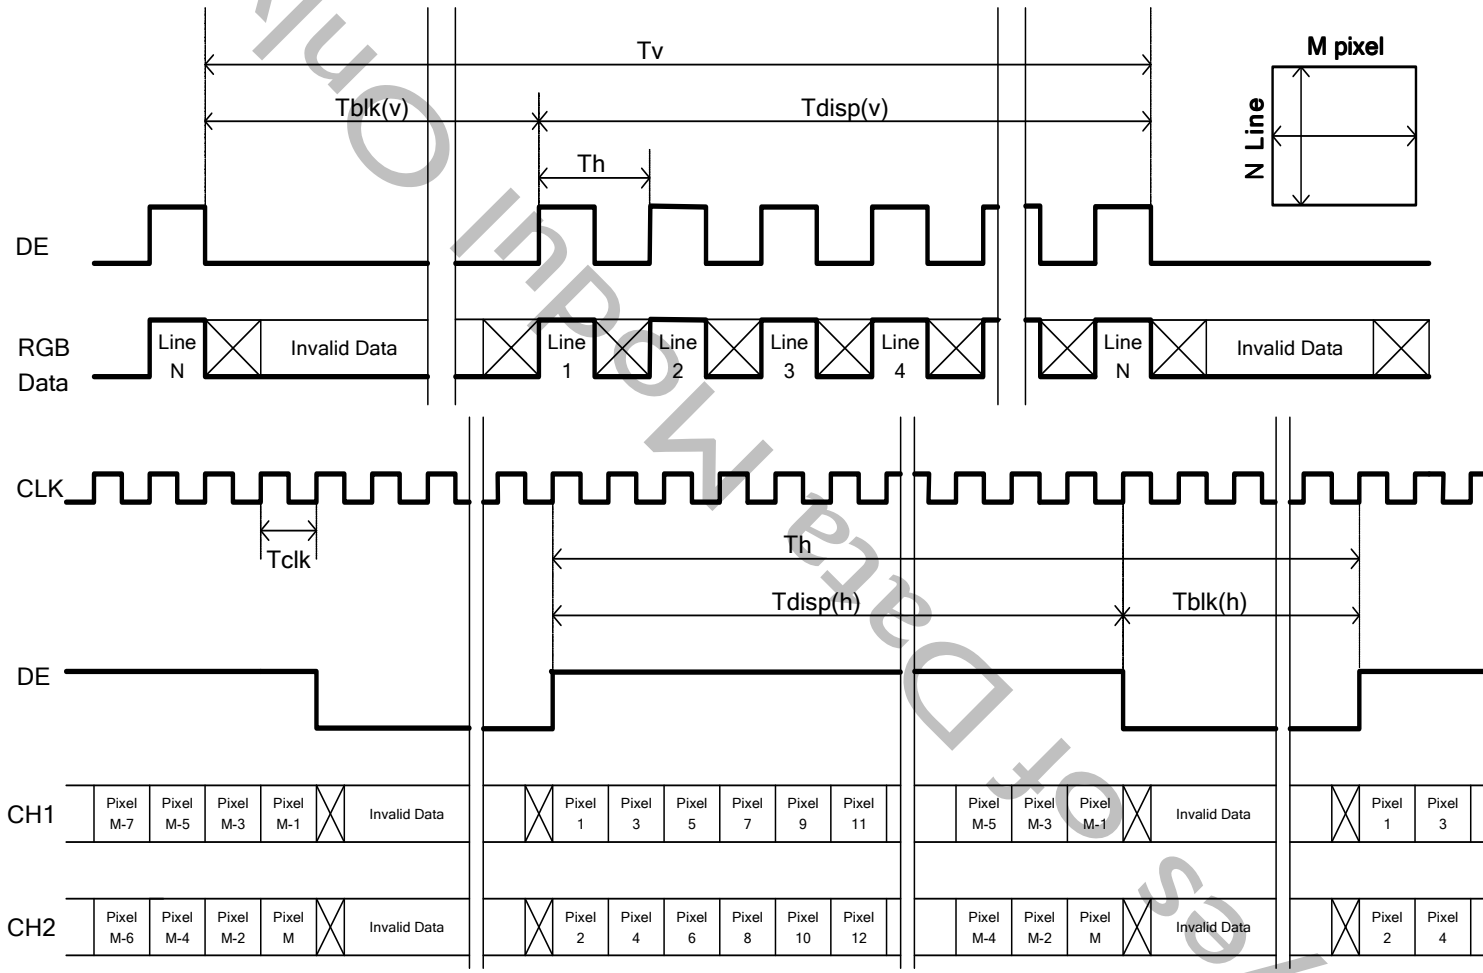 Tv
M pixel
Tblk(v)
Tdisp(v)
N Line
Th
DE
RGB
Data
Line
N
Invalid Data
Line
1
Line
2
Line
3
Line
4
Line
N
Invalid Data
CLK
Tclk
Th
Tdisp(h)
Tblk(h)
DE
CH1
Pixel
M-7
Pixel
M-5
Pixel
M-3
Pixel
M-1
Invalid Data
Pixel
1
Pixel
3
Pixel
5
Pixel
7
Pixel
9
Pixel
11
Pixel
M-5
Pixel
M-3
Pixel
M-1
Invalid Data
Pixel
1
Pixel
3
CH2
Pixel
M-6
Pixel
M-4
Pixel
M-2
Pixel
M
Invalid Data
Pixel
2
Pixel
4
Pixel
6
Pixel
8
Pixel
10
Pixel
12
Pixel
M-4
Pixel
M-2
Pixel
M
Invalid Data
Pixel
2
Pixel
4
of Data Modul